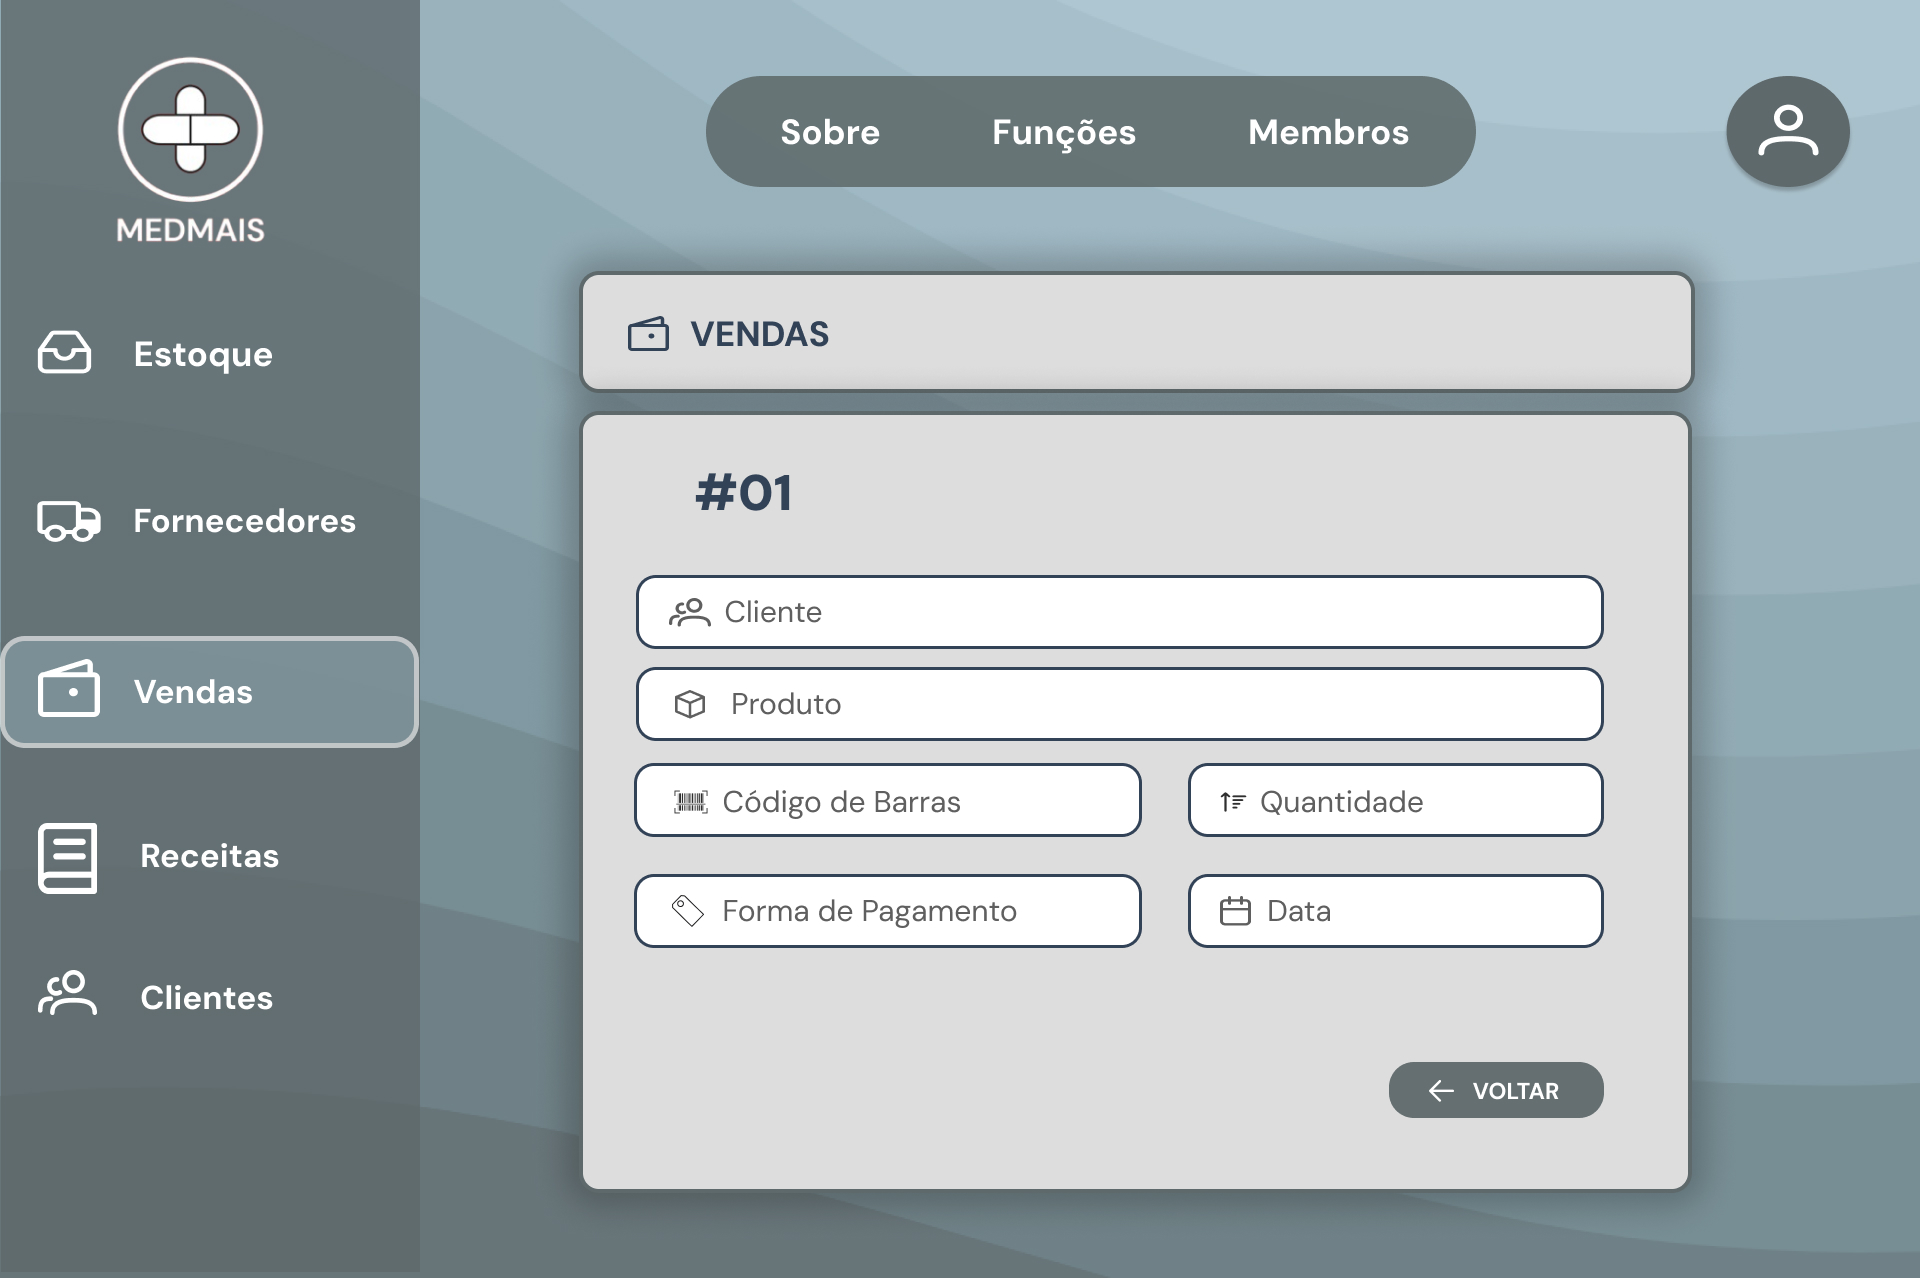 MEDMAIS
Sobre Funções Membros
Estoque
Fornecedores
Vendas
Receitas
Clientes
VENDAS
#01
Cliente
Produto
Código de Barras Quantidade
Forma de Pagamento Data
VOLTAR